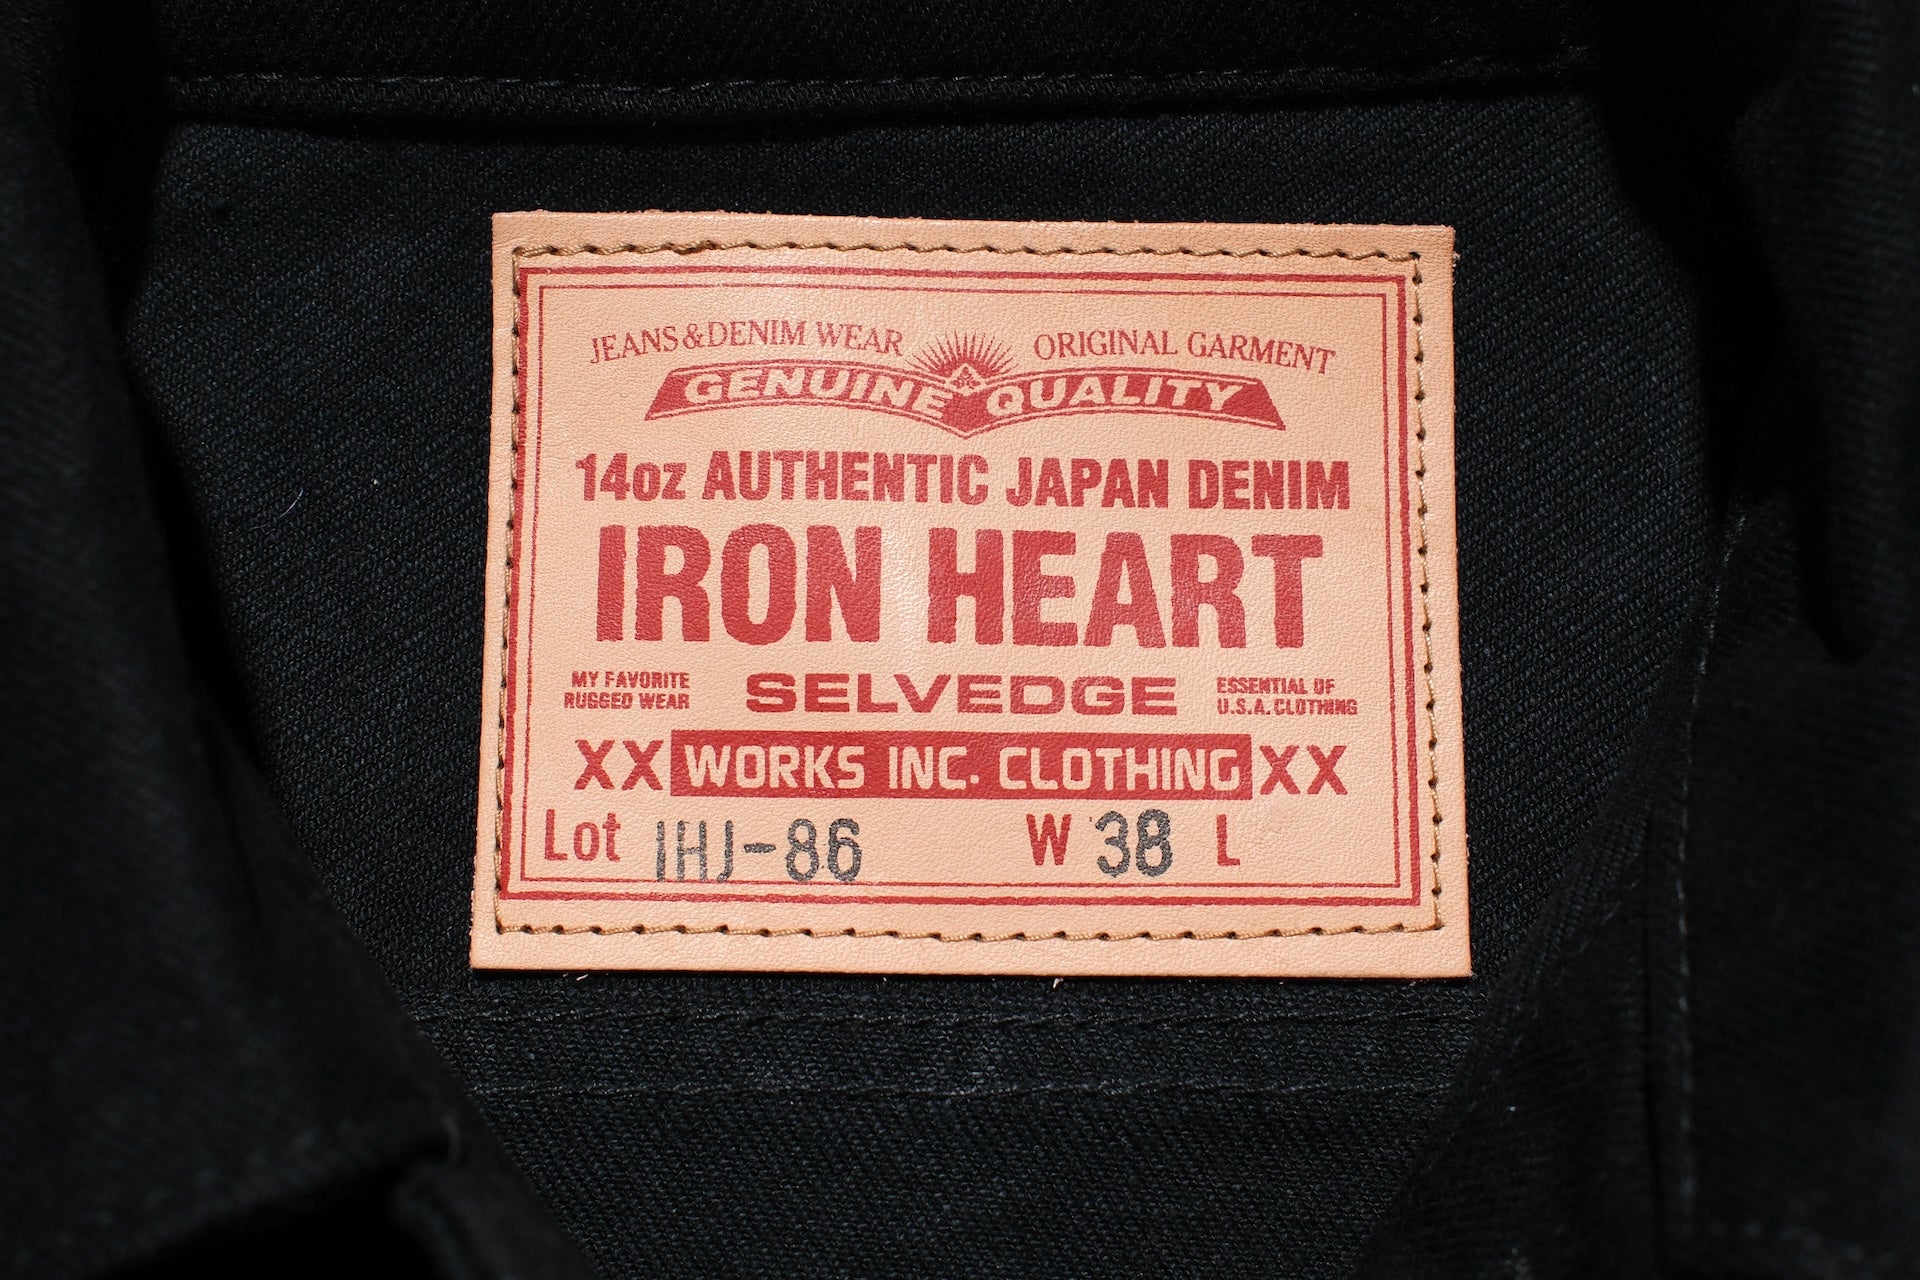 JEANS & DENIM WEAR ORIGINAL GARMENT
GENUINE QUALITY
14oz AUTHENTIC JAPAN DENIM
IRON HEART
MY FAVORITE
RUGGED WEAR
SELVEDGE
ESSENTIAL OF
U.S.A. CLOTHING
XX WORKS INC. CLOTHING XX
Lot IHJ-86 W 38 L